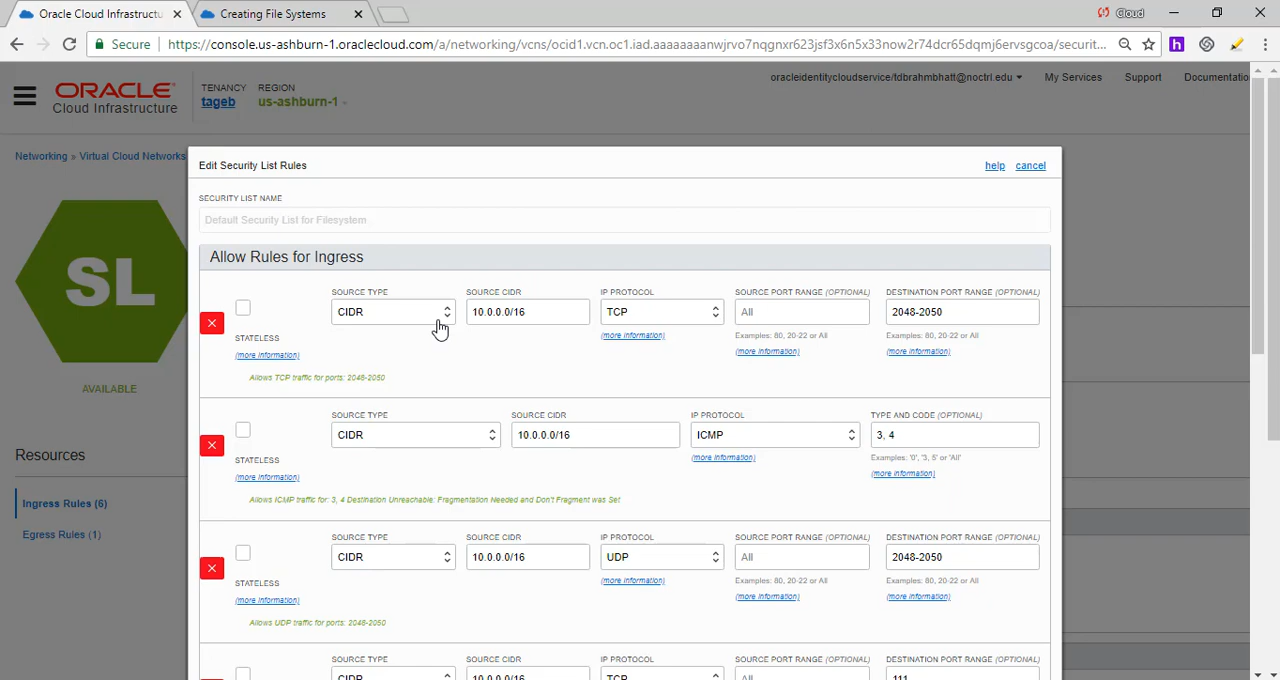 Oracle Cloud Infrastructu
Creating File Systems
Cloud
Secure
https://console.us-ashburn-1.oraclecloud.com/a/networking/vcns/ocid1.vcn.oc1.iad.aaaaaaaanwjrvo7nqgnxr623jsf3x6n5x33now2r74dcr65dqmj6ervsgcoa/securit...
ORACLE
Cloud Infrastructure
TENANCY
tageb
REGION
us-ashburn-1
oracleidentitycloudservice/tdbrahmbhatt@noctrl.edu
My Services
Support
Documentatio
Networking » Virtual Cloud Networks
SL
AVAILABLE
Resources
Ingress Rules (6)
Egress Rules (1)
Edit Security List Rules
help
cancel
SECURITY LIST NAME
Default Security List for Filesystem
Allow Rules for Ingress
SOURCE TYPE SOURCE CIDR IP PROTOCOL SOURCE PORT RANGE (OPTIONAL) DESTINATION PORT RANGE (OPTIONAL)
CIDR 10.0.0.0/16 TCP All 2048-2050
STATELESS (more information) Examples: 80, 20-22 or All Examples: 80, 20-22 or All
(more information) (more information) (more information)
Allows TCP traffic for ports: 2048-2050
SOURCE TYPE SOURCE CIDR IP PROTOCOL TYPE AND CODE (OPTIONAL)
CIDR 10.0.0.0/16 ICMP 3, 4
STATELESS (more information) Examples: '0', '3, 5' or 'All'
(more information) (more information)
Allows ICMP traffic for: 3, 4 Destination Unreachable: Fragmentation Needed and Don't Fragment was Set
SOURCE TYPE SOURCE CIDR IP PROTOCOL SOURCE PORT RANGE (OPTIONAL) DESTINATION PORT RANGE (OPTIONAL)
CIDR 10.0.0.0/16 UDP All 2048-2050
STATELESS (more information) Examples: 80, 20-22 or All Examples: 80, 20-22 or All
(more information) (more information) (more information)
Allows UDP traffic for ports: 2048-2050
SOURCE TYPE SOURCE CIDR IP PROTOCOL SOURCE PORT RANGE (OPTIONAL) DESTINATION PORT RANGE (OPTIONAL)
CIDR 10.0.0.0/16 TCP All 111